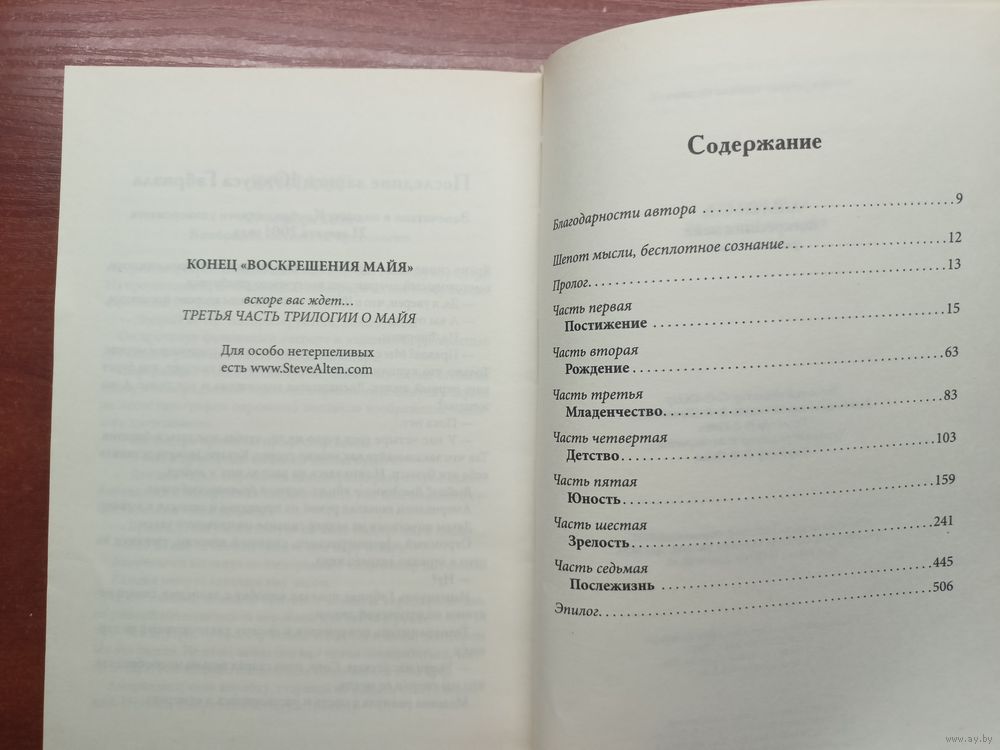 КОНЕЦ «ВОСКРЕШЕНИЯ МАЙЯ»
вскоре вас ждет…
ТРЕТЬЯ ЧАСТЬ ТРИЛОГИИ О МАЙЯ
Для особо нетерпеливых
есть www.SteveAlten.com
Содержание
Благодарности автора 9
Шепот мысли, бесплотное сознание 12
Пролог 13
Часть первая
Постижение 15
Часть вторая
Рождение 63
Часть третья
Младенчество 83
Часть четвертая
Детство 103
Часть пятая
Юность 159
Часть шестая
Зрелость 241
Часть седьмая
Послежизнь 445
Эпилог 506
www.ay.by